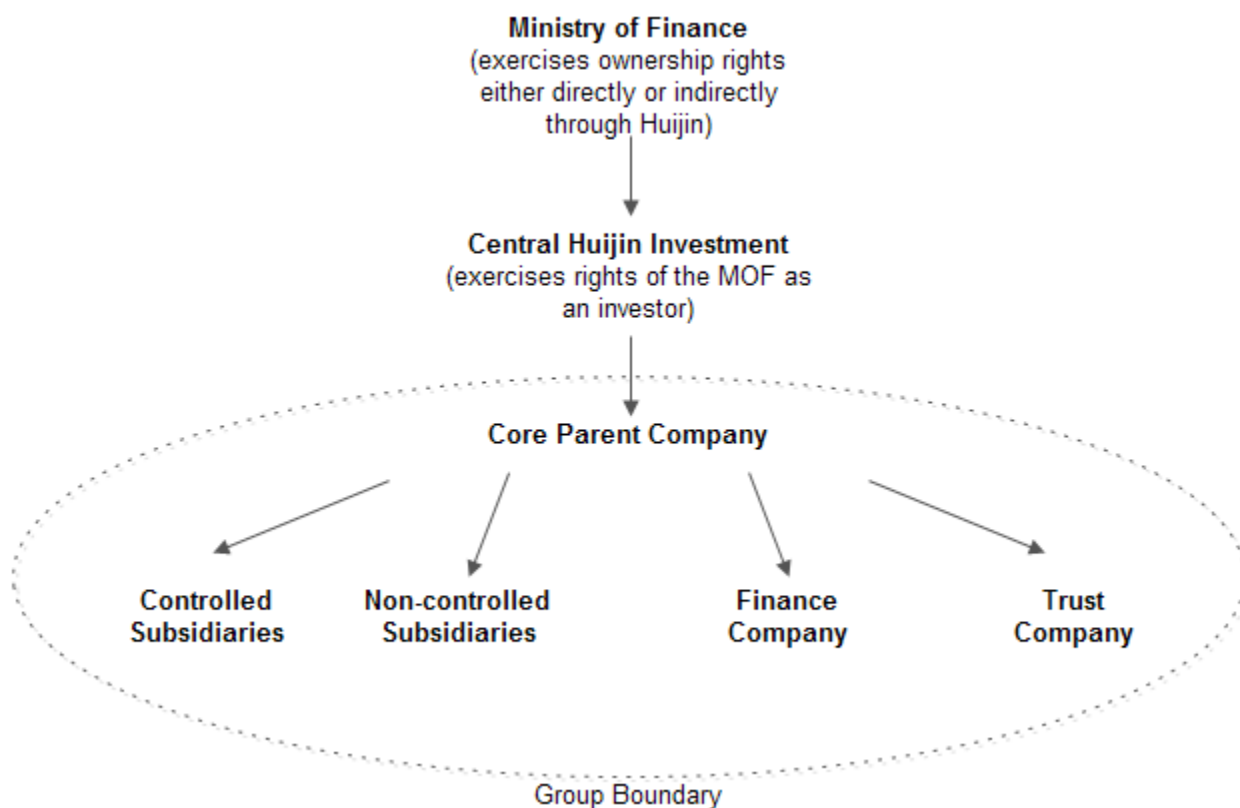 Ministry of Finance
(exercises ownership rights
either directly or indirectly
through Huijin)
Central Huijin Investment
(exercises rights of the MOF as
an investor)
Core Parent Company
Controlled
Subsidiaries
Non-controlled
Subsidiaries
Finance
Company
Trust
Company
Group Boundary